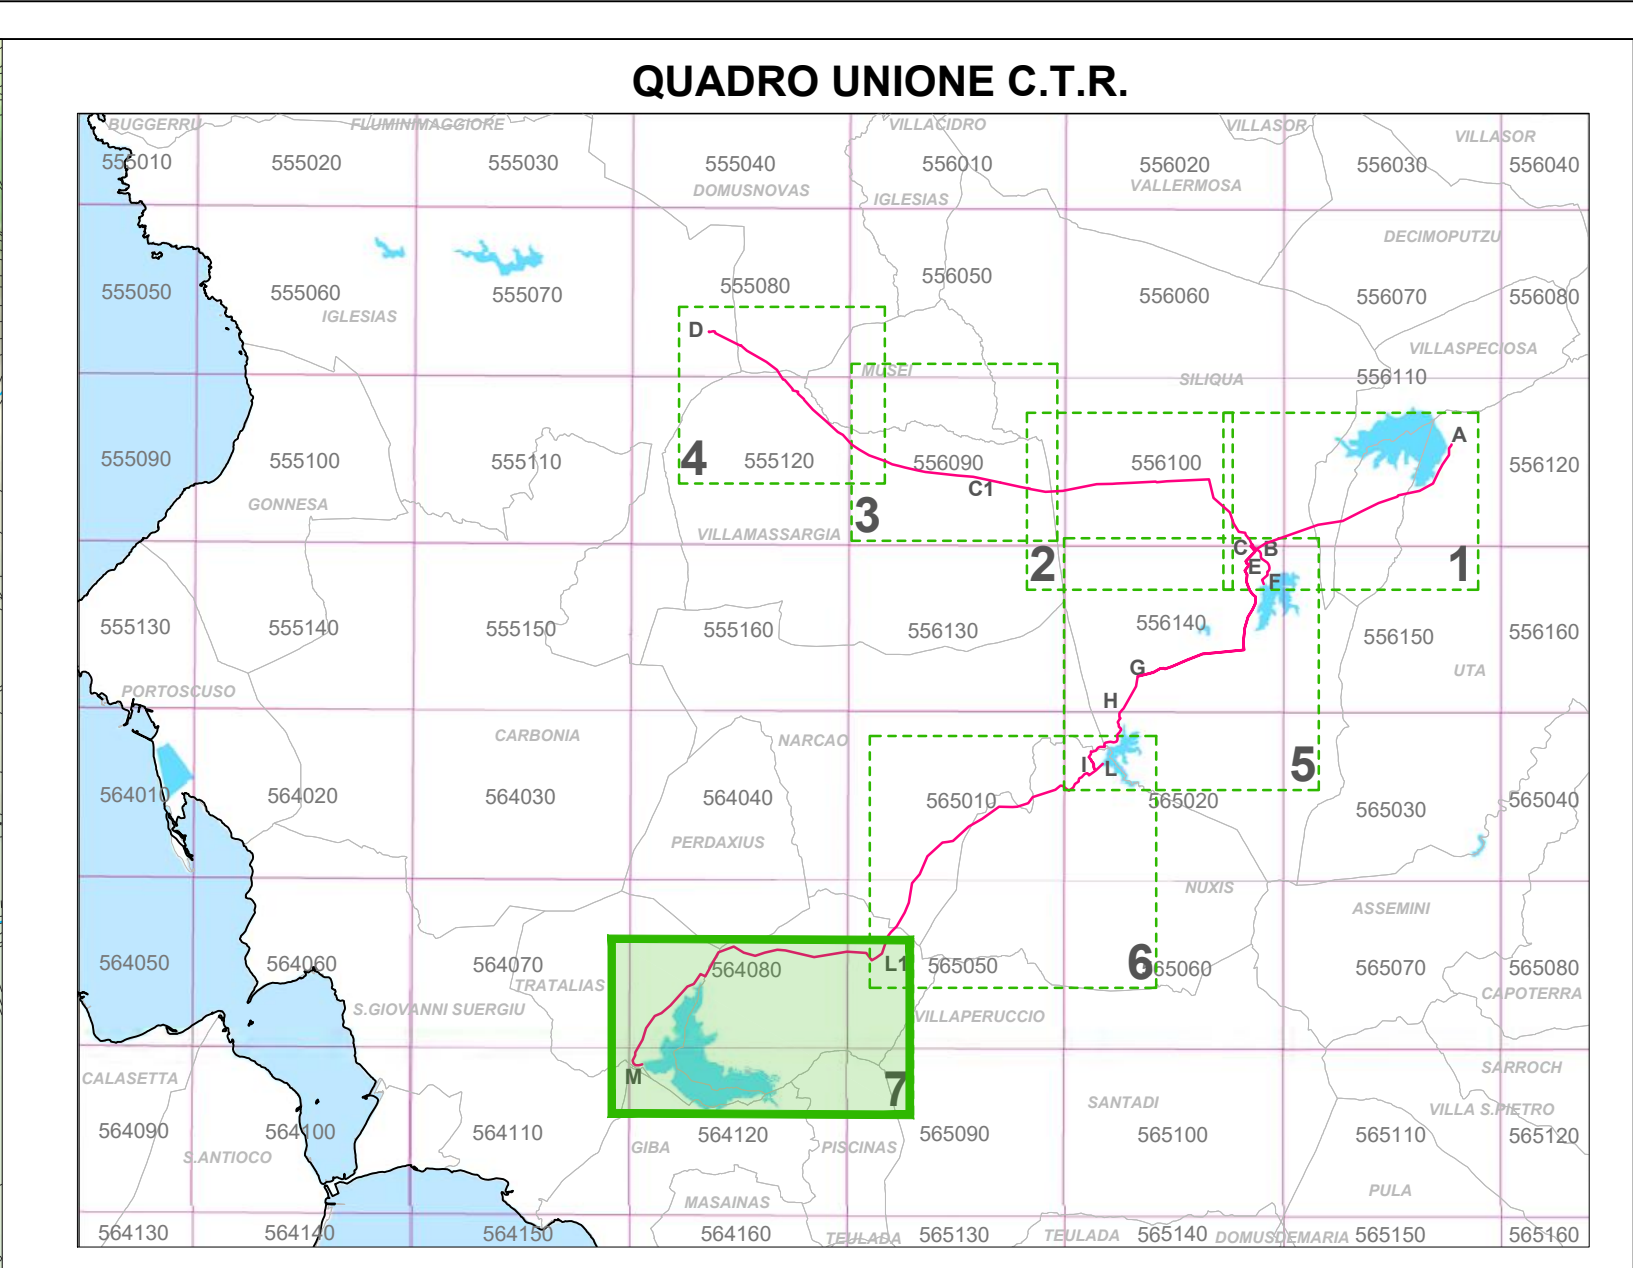 QUADRO UNIONE C.T.R.
BUGGERRU
FLUMINIMAGGIORE
VILLACIDRO
VILLASOR
VILLASOR
555010
555020
555030
555040
556010
556020
556030
556040
DOMUSNOVAS
IGLESIAS
VALLERMOSA
DECIMOPUTZU
555050
555060
555070
555080
556050
556060
556070
556080
IGLESIAS
D
MUSEI
SILIQUA
VILLASPECIOSA
556110
A
555090
555100
555110
4
555120
556090
556100
556120
C1
GONNESA
3
VILLAMASSARGIA
2
C
B
1
E
F
555130
555140
555150
555160
556130
556140
556150
556160
G
UTA
PORTOSCUSO
H
CARBONIA
NARCAO
I
L
5
564010
564020
564030
564040
565010
565020
565030
565040
PERDAXIUS
NUXIS
ASSEMINI
564050
564060
564070
564080
L1
565050
6
565060
565070
565080
TRATALIAS
CAPOTERRA
S.GIOVANNI SUERGIU
VILLAPERUCCIO
SARROCH
CALASETTA
M
7
SANTADI
VILLA S.PIETRO
564090
564100
564110
564120
565090
565100
565110
565120
S.ANTIOCO
GIBA
PISCINAS
MASAINAS
PULA
564130
564140
564150
564160
TEULADA
565130
TEULADA
565140
DOMUSDEMARIA
565150
565160